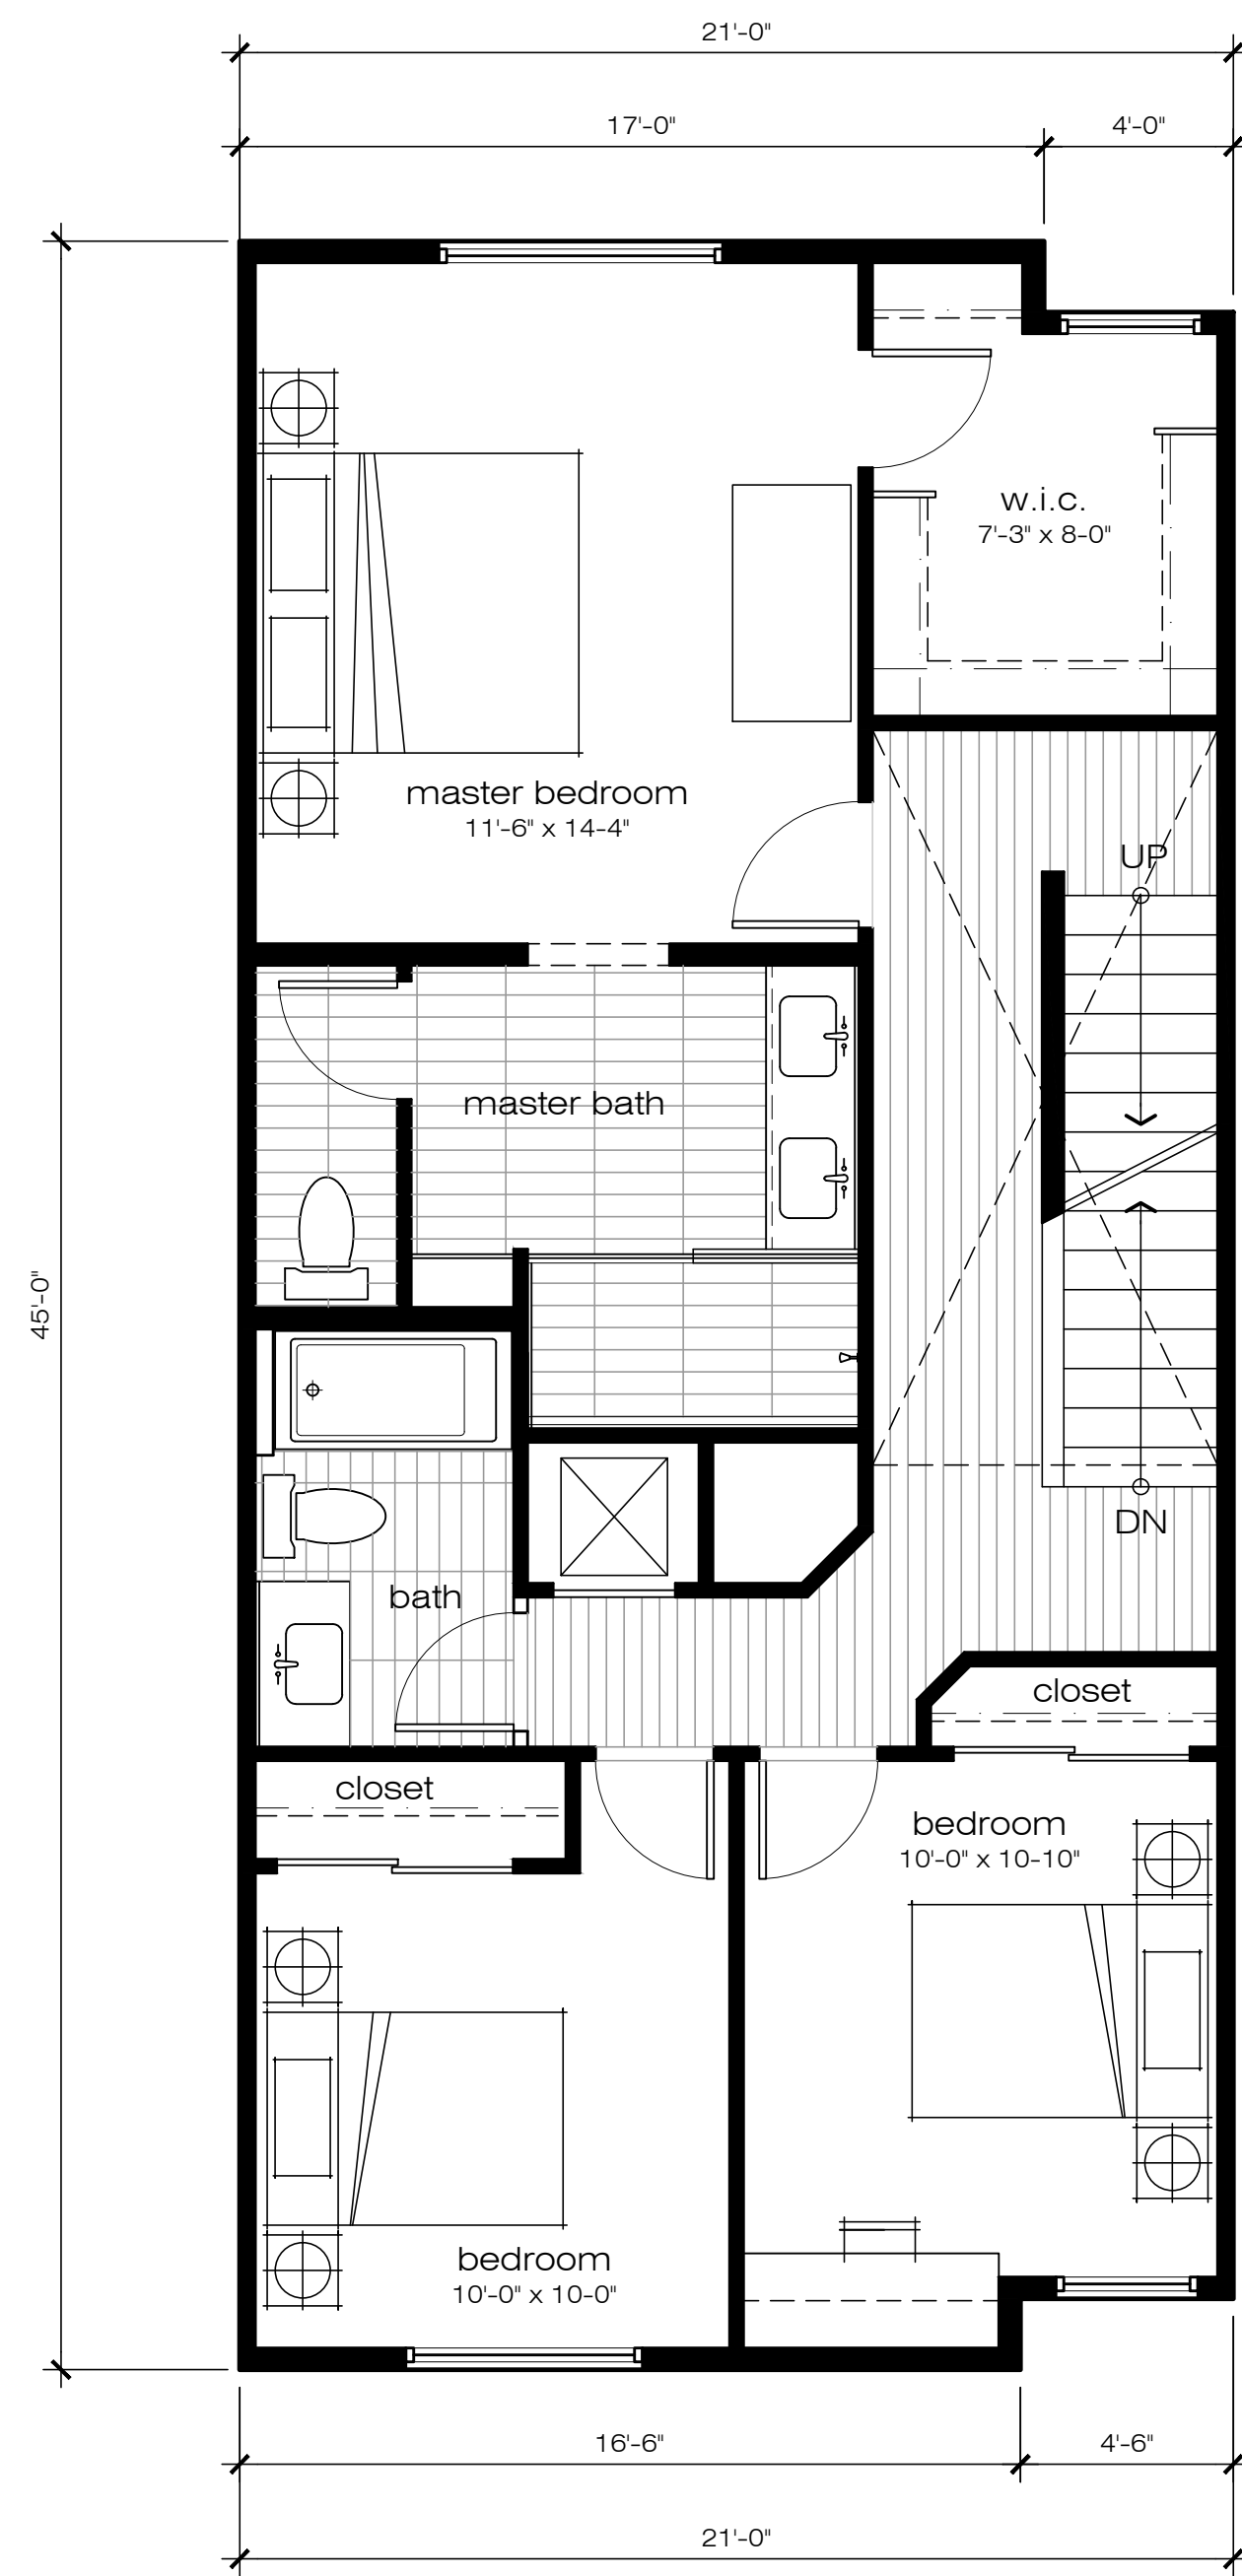 21'-0"
17'-0"
4'-0"
w.i.c.
7'-3" x 8-0"
master bedroom
11'-6" x 14-4"
UP
master bath
45'-0"
DN
bath
closet
closet
bedroom
10'-0" x 10-10"
bedroom
10'-0" x 10-0"
16'-6"
4'-6"
21'-0"